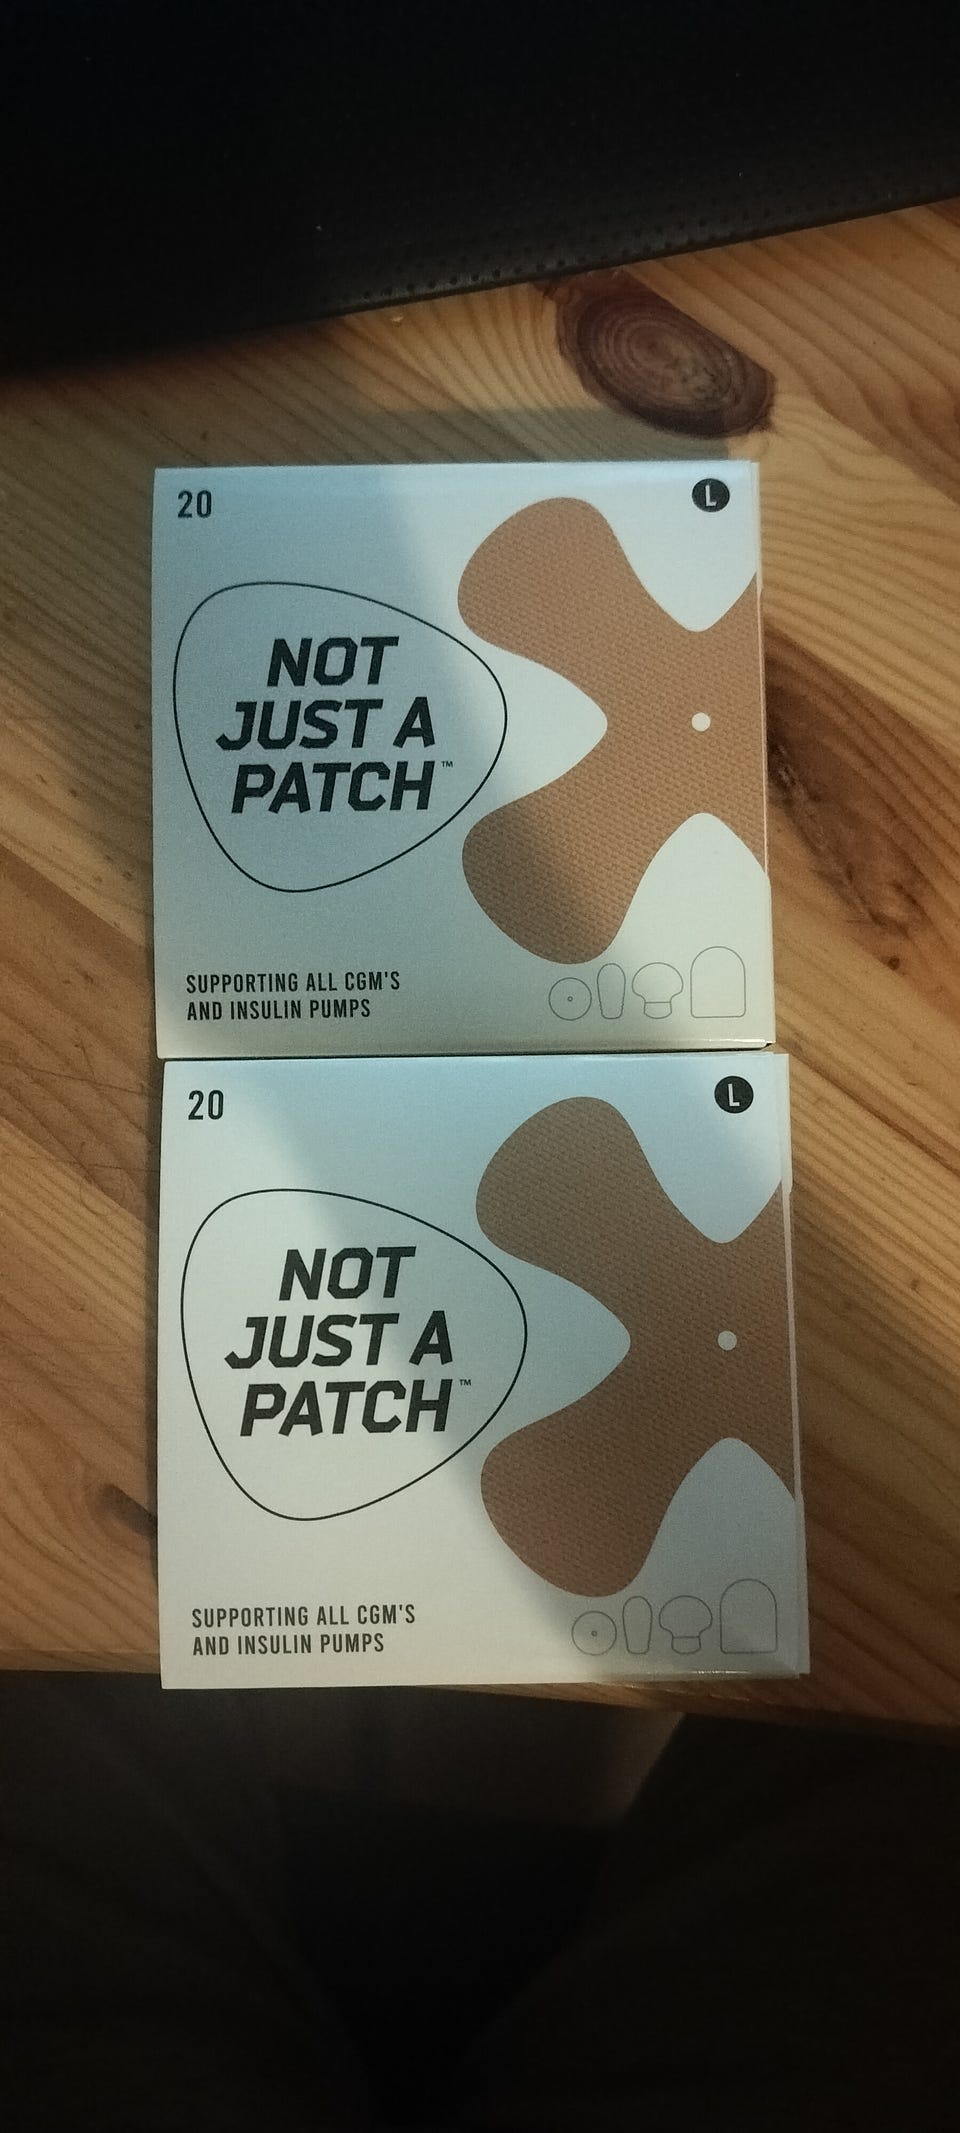 20
L
NOT
JUST A
PATCH™
SUPPORTING ALL CGM'S
AND INSULIN PUMPS
20
L
NOT
JUST A
PATCH™
SUPPORTING ALL CGM'S
AND INSULIN PUMPS